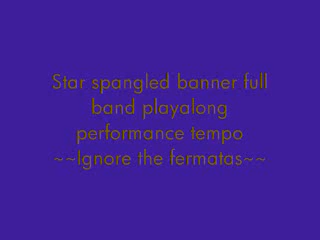 Star spangled banner full
band playalong
performance tempo
~~Ignore the fermatas~~